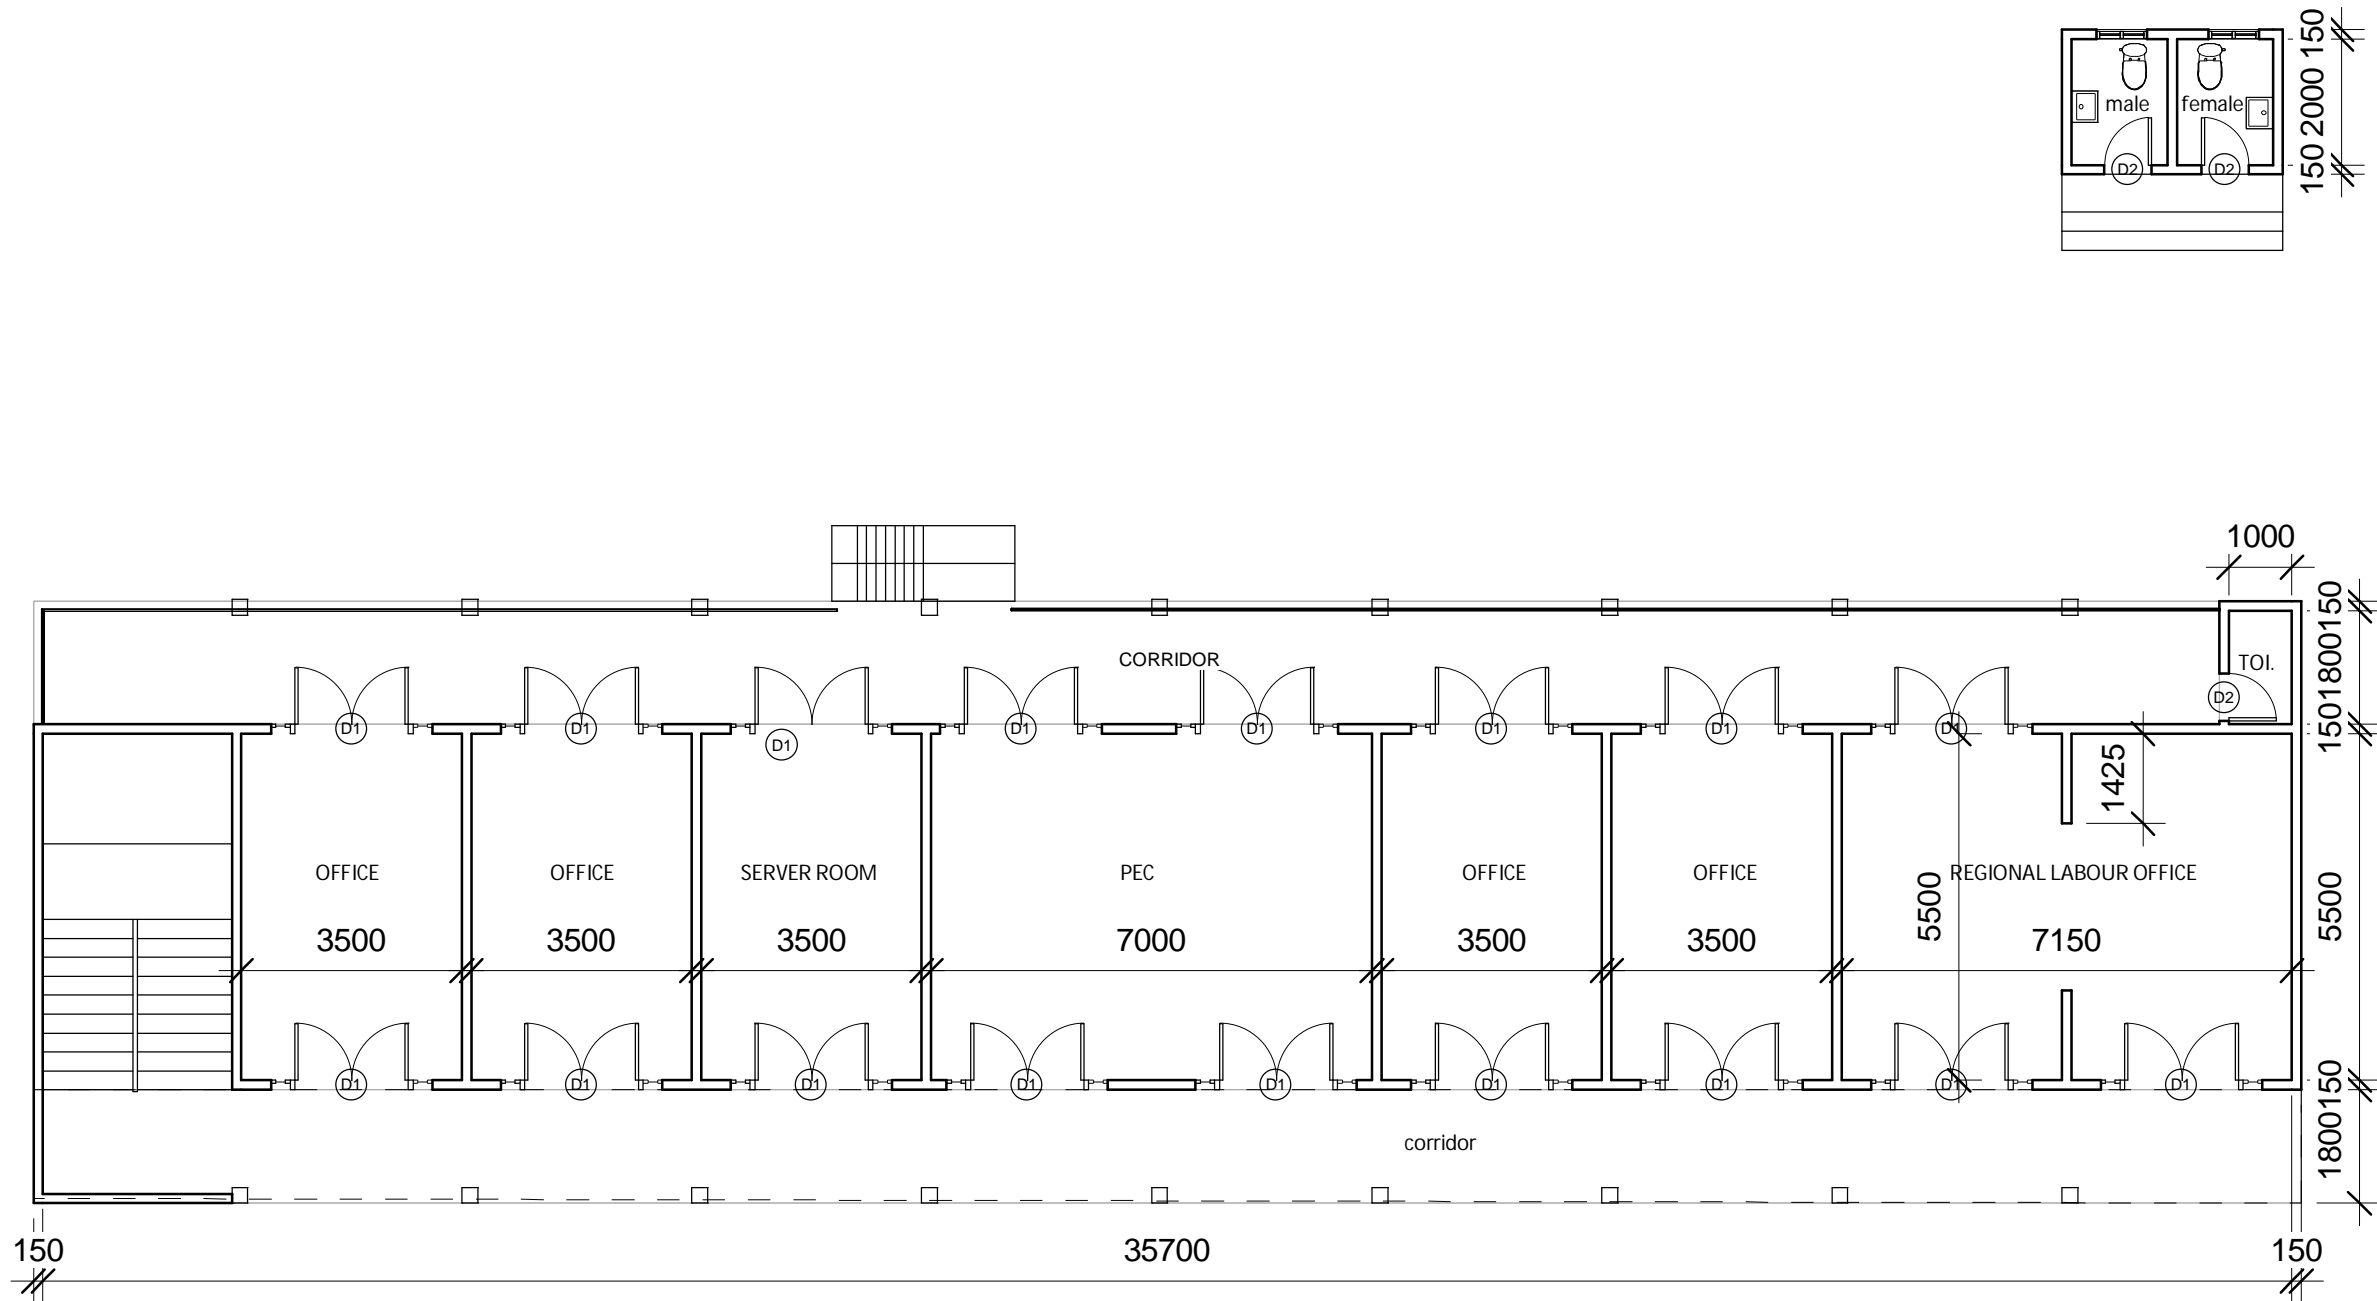 150
2000
150
male
female
D2
D2
1000
150
1800
150
CORRIDOR
TOI.
D2
D1
D1
D1
D1
D1
D1
D1
D1
1425
OFFICE
OFFICE
SERVER ROOM
PEC
OFFICE
OFFICE
REGIONAL LABOUR OFFICE
5500
5500
3500
3500
3500
7000
3500
3500
7150
D1
D1
D1
D1
D1
D1
D1
D1
D1
150
1800
corridor
150
35700
150